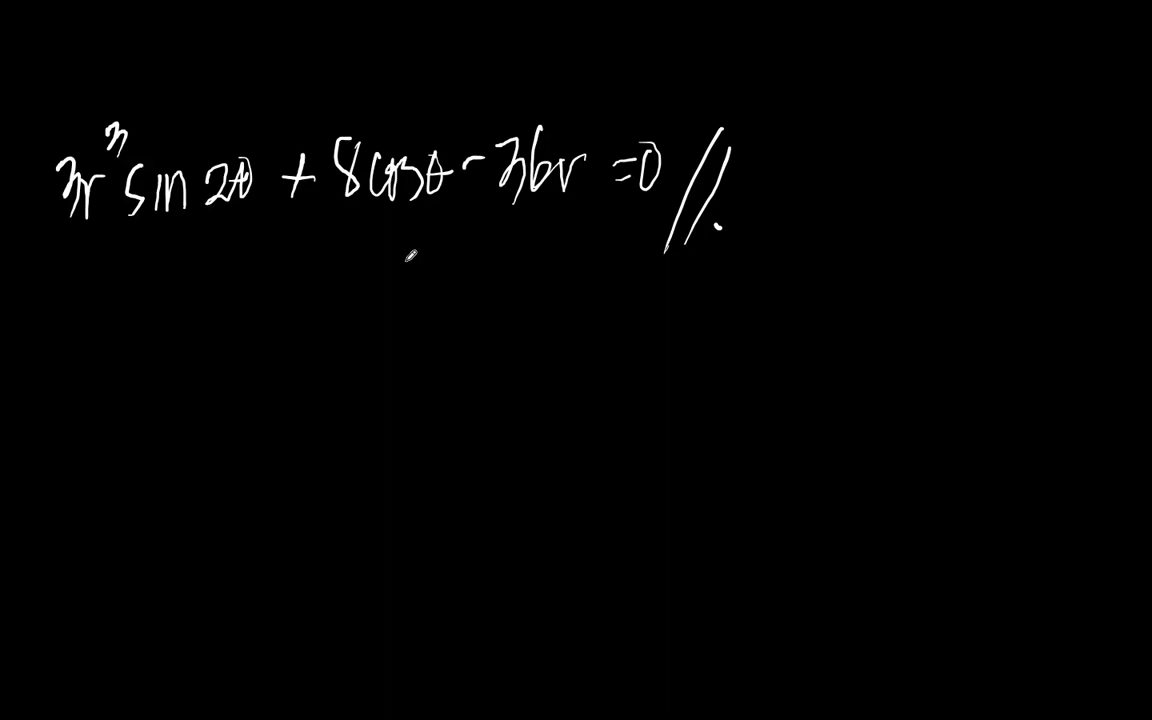 3r³ sin 2θ + 8 cos θ - 36r = 0 //.